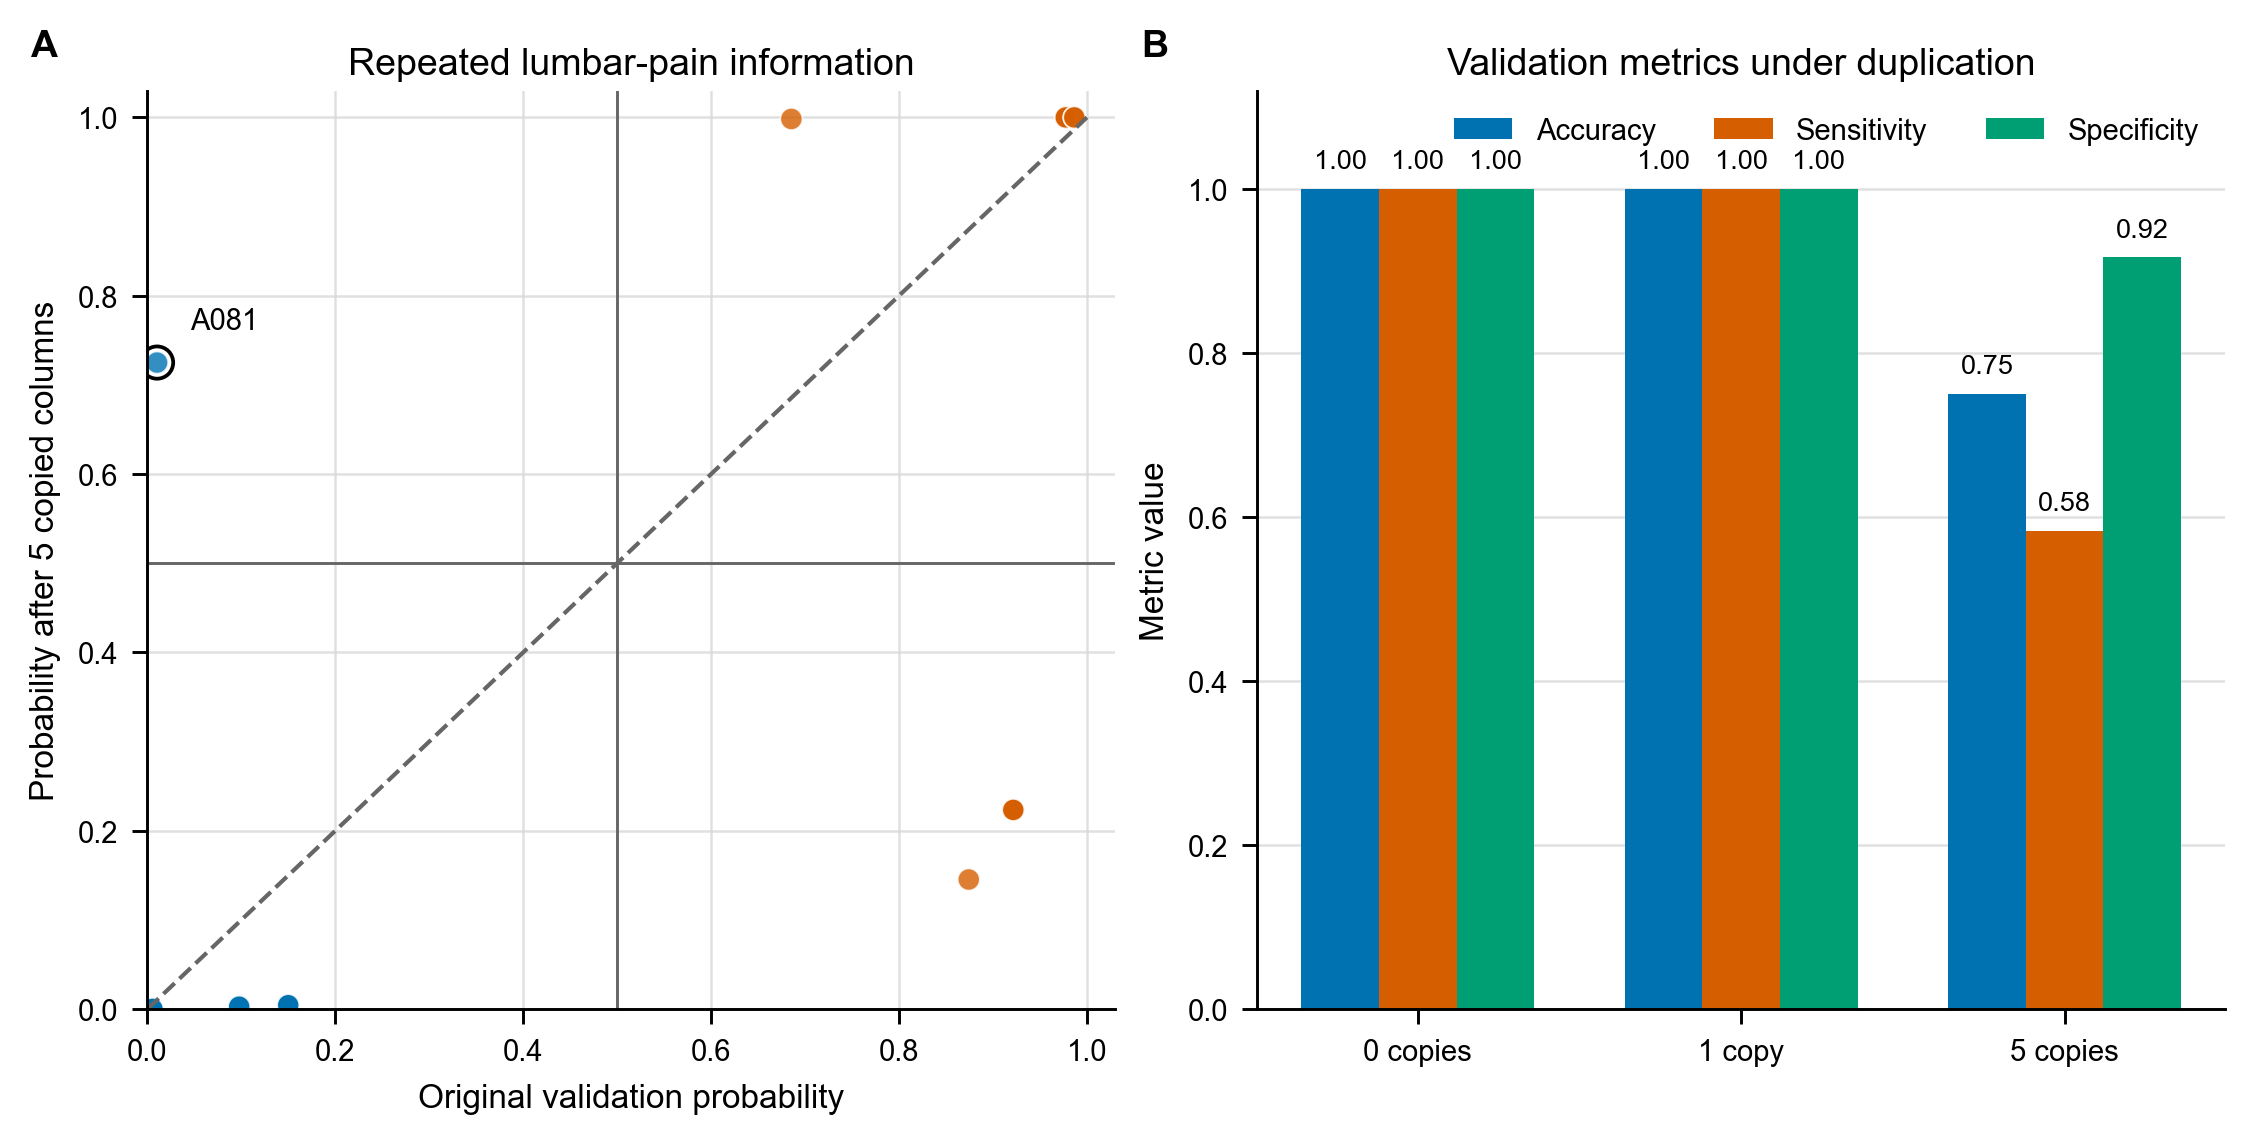 A
Repeated lumbar-pain information
Probability after 5 copied columns
1.0
0.8
0.6
0.4
0.2
0.0
A081
0.0 0.2 0.4 0.6 0.8 1.0
Original validation probability
B
Validation metrics under duplication
Accuracy Sensitivity Specificity
Metric value
1.0
0.8
0.6
0.4
0.2
0.0
1.00 1.00 1.00 1.00 1.00 1.00
0.75 0.58 0.92
0 copies 1 copy 5 copies